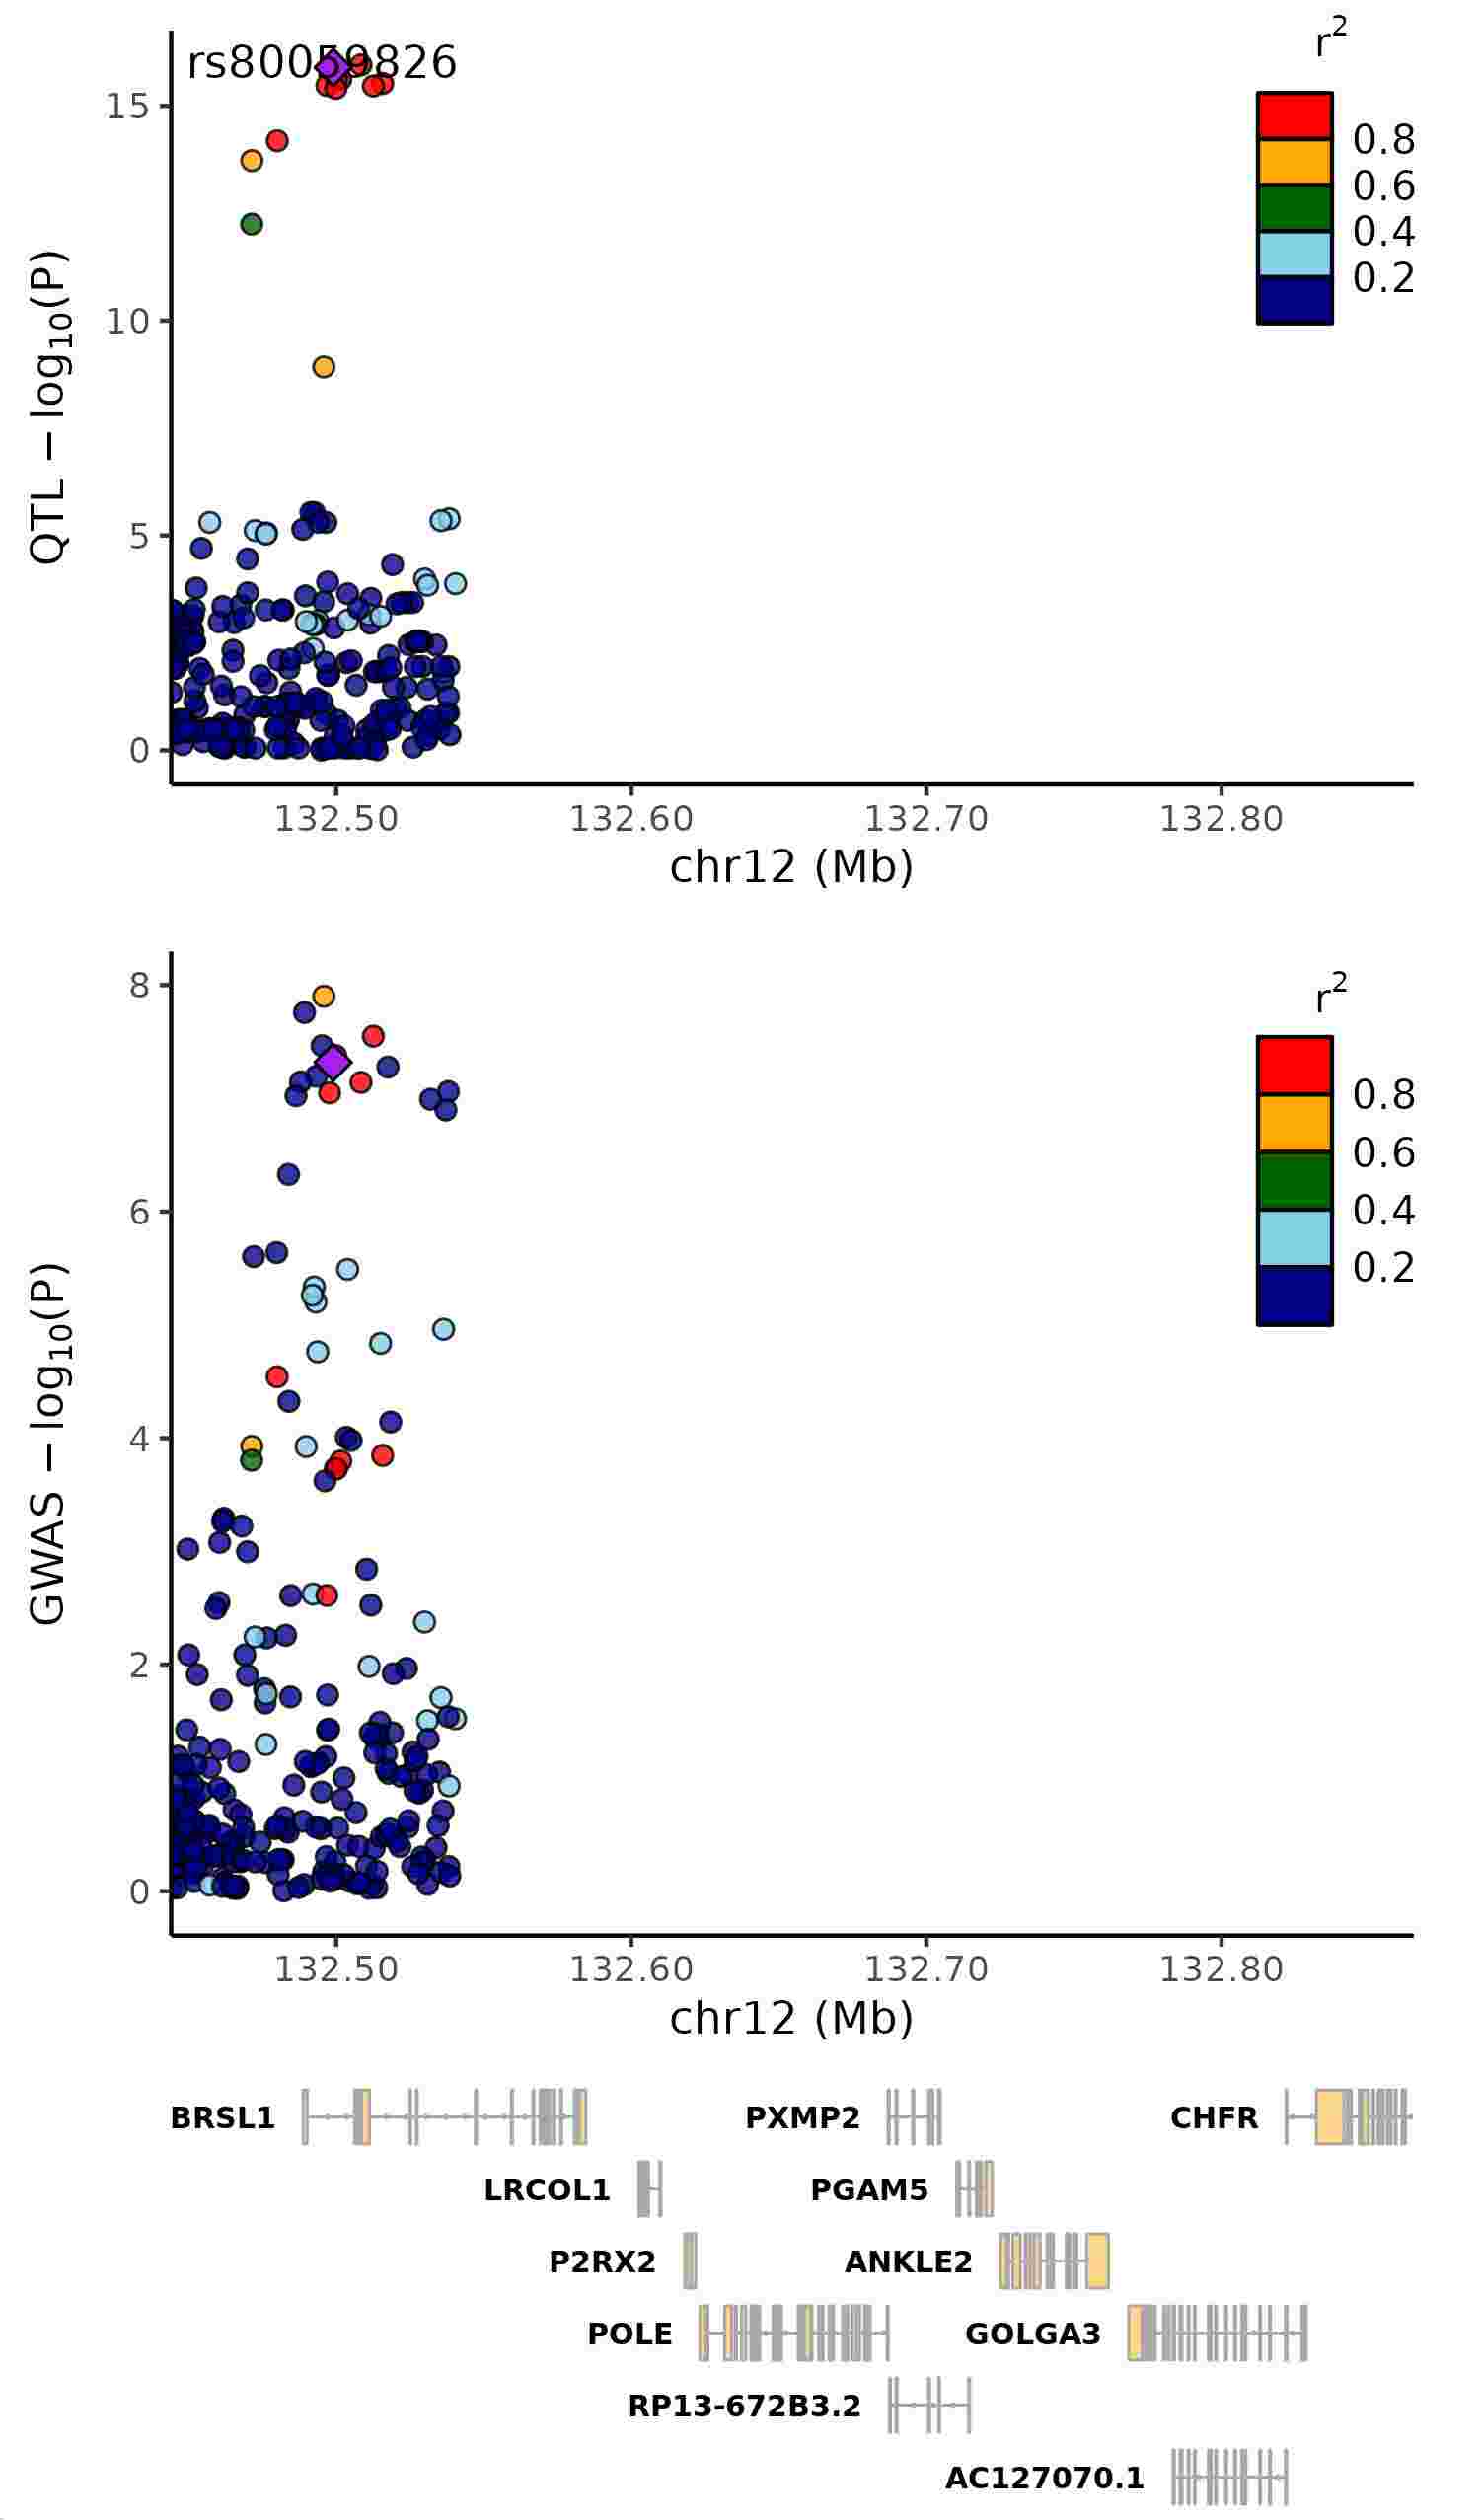 r2
rs80059826
0.8
0.6
0.4
0.2
15
10
5
0
QTL −log10(P)
132.50 132.60 132.70 132.80
chr12 (Mb)
r2
0.8
0.6
0.4
0.2
8
6
4
2
0
GWAS −log10(P)
132.50 132.60 132.70 132.80
chr12 (Mb)
BRSL1 PXMP2 CHFR
LRCOL1 PGAM5
P2RX2 ANKLE2
POLE GOLGA3
RP13-672B3.2
AC127070.1